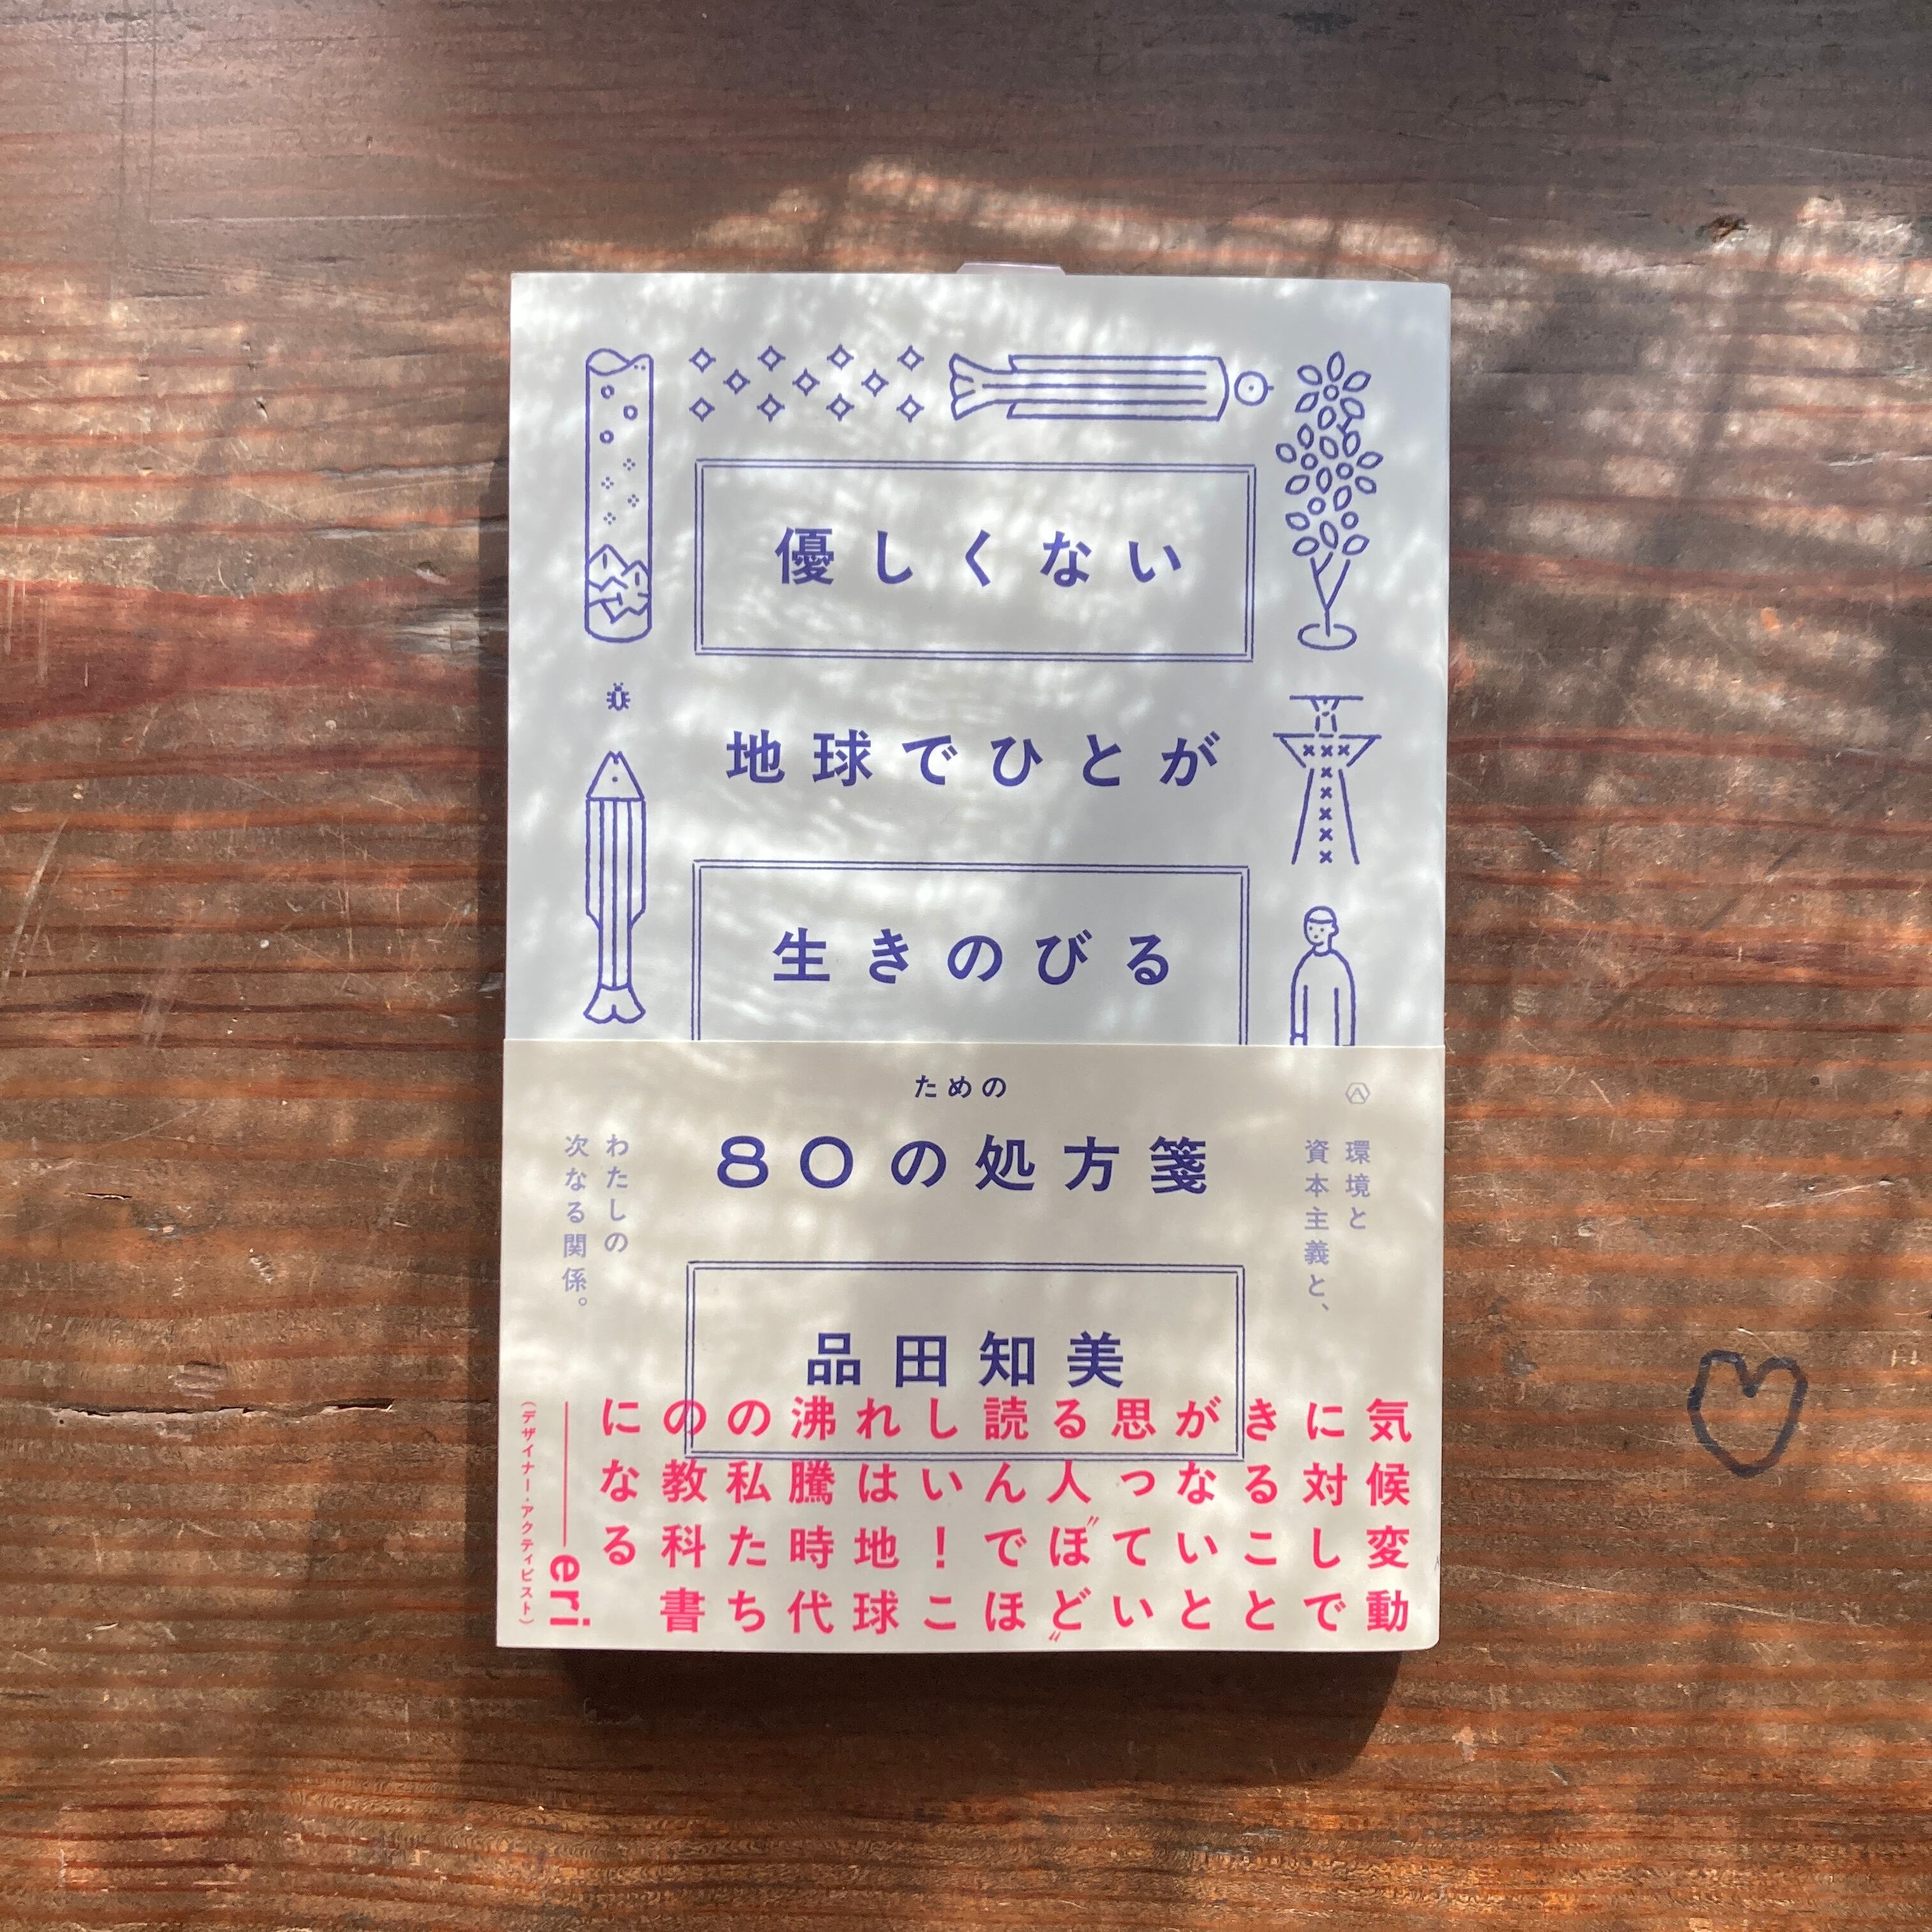 優しくない
地球でひとが
生きのびる
ための
80の処方箋
品田知美
環境と
資本主義と、
わたしの
次なる関係。
気候変動
に対しで
きること
がないと
思ってい
る人〝ほど〟
読んでほ
しい!こ
れは地球
沸騰時代
の私たち
の教科書
になる
eri
(デザイナー・アクティビスト)